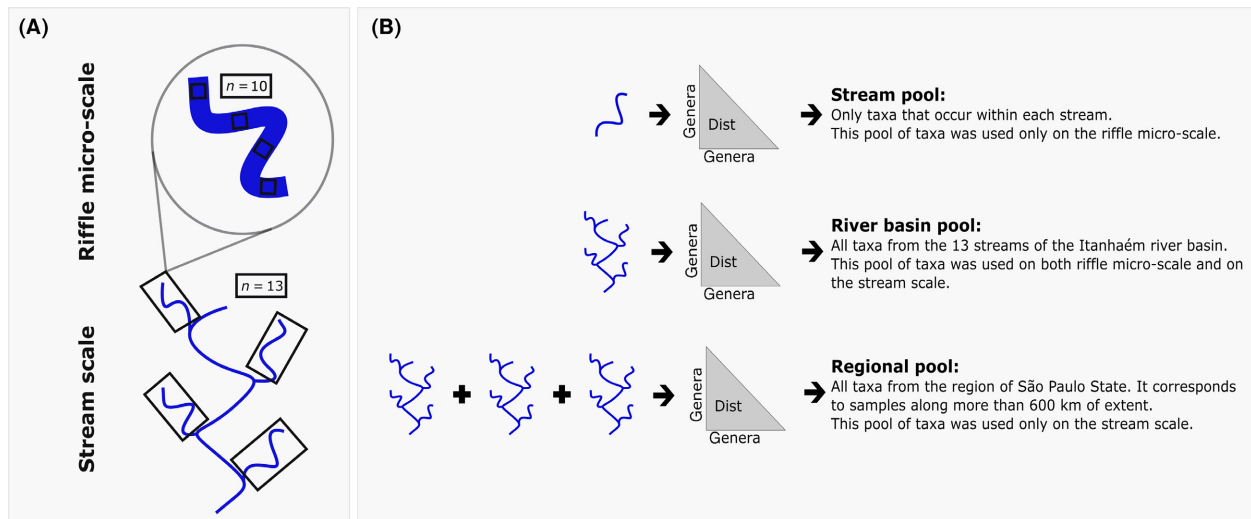 (A)
Riffle micro-scale
n = 10
Stream scale
n = 13
(B)
Genera
Dist
Genera
Stream pool:
Only taxa that occur within each stream.
This pool of taxa was used only on the riffle micro-scale.
Genera
Dist
Genera
River basin pool:
All taxa from the 13 streams of the Itanhaém river basin.
This pool of taxa was used on both riffle micro-scale and on
the stream scale.
Genera
Dist
Genera
Regional pool:
All taxa from the region of São Paulo State. It corresponds
to samples along more than 600 km of extent.
This pool of taxa was used only on the stream scale.